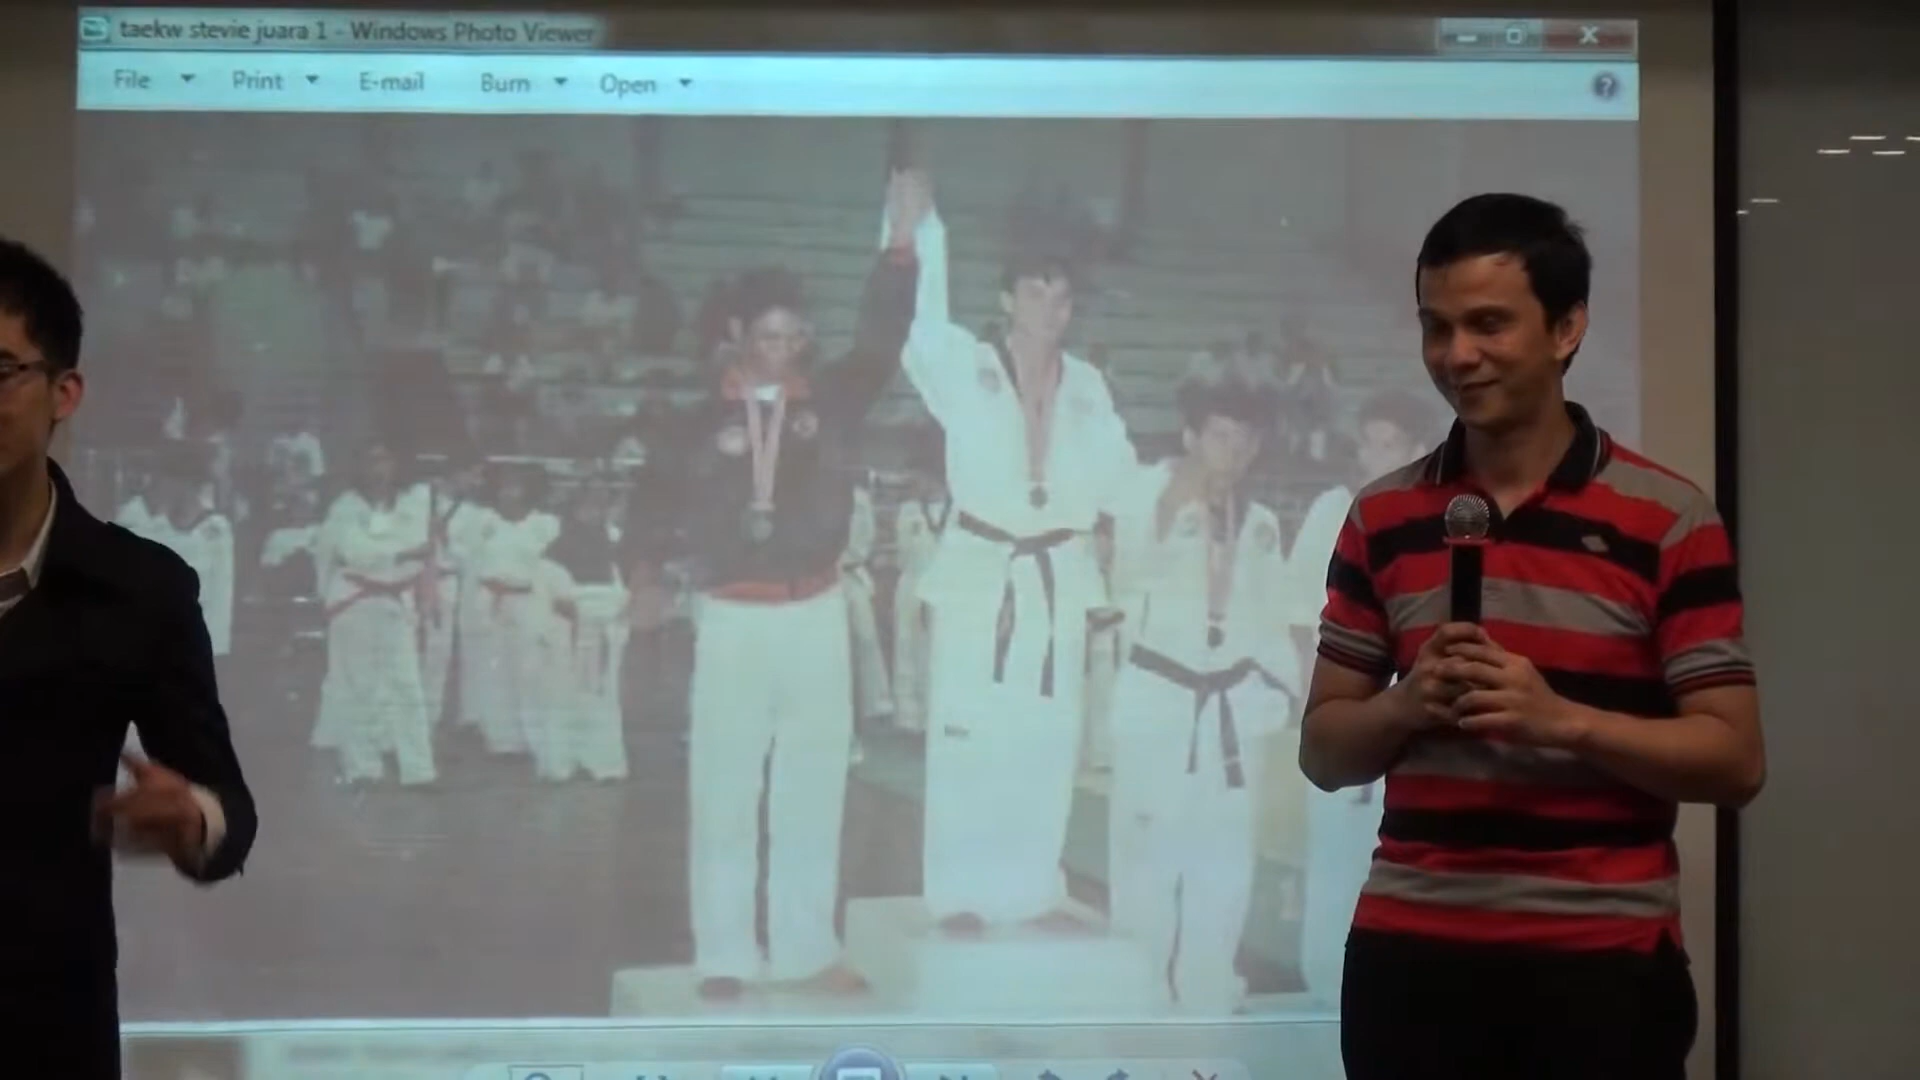 taekw stevie juara 1 - Windows Photo Viewer
File Print E-mail Burn Open
?